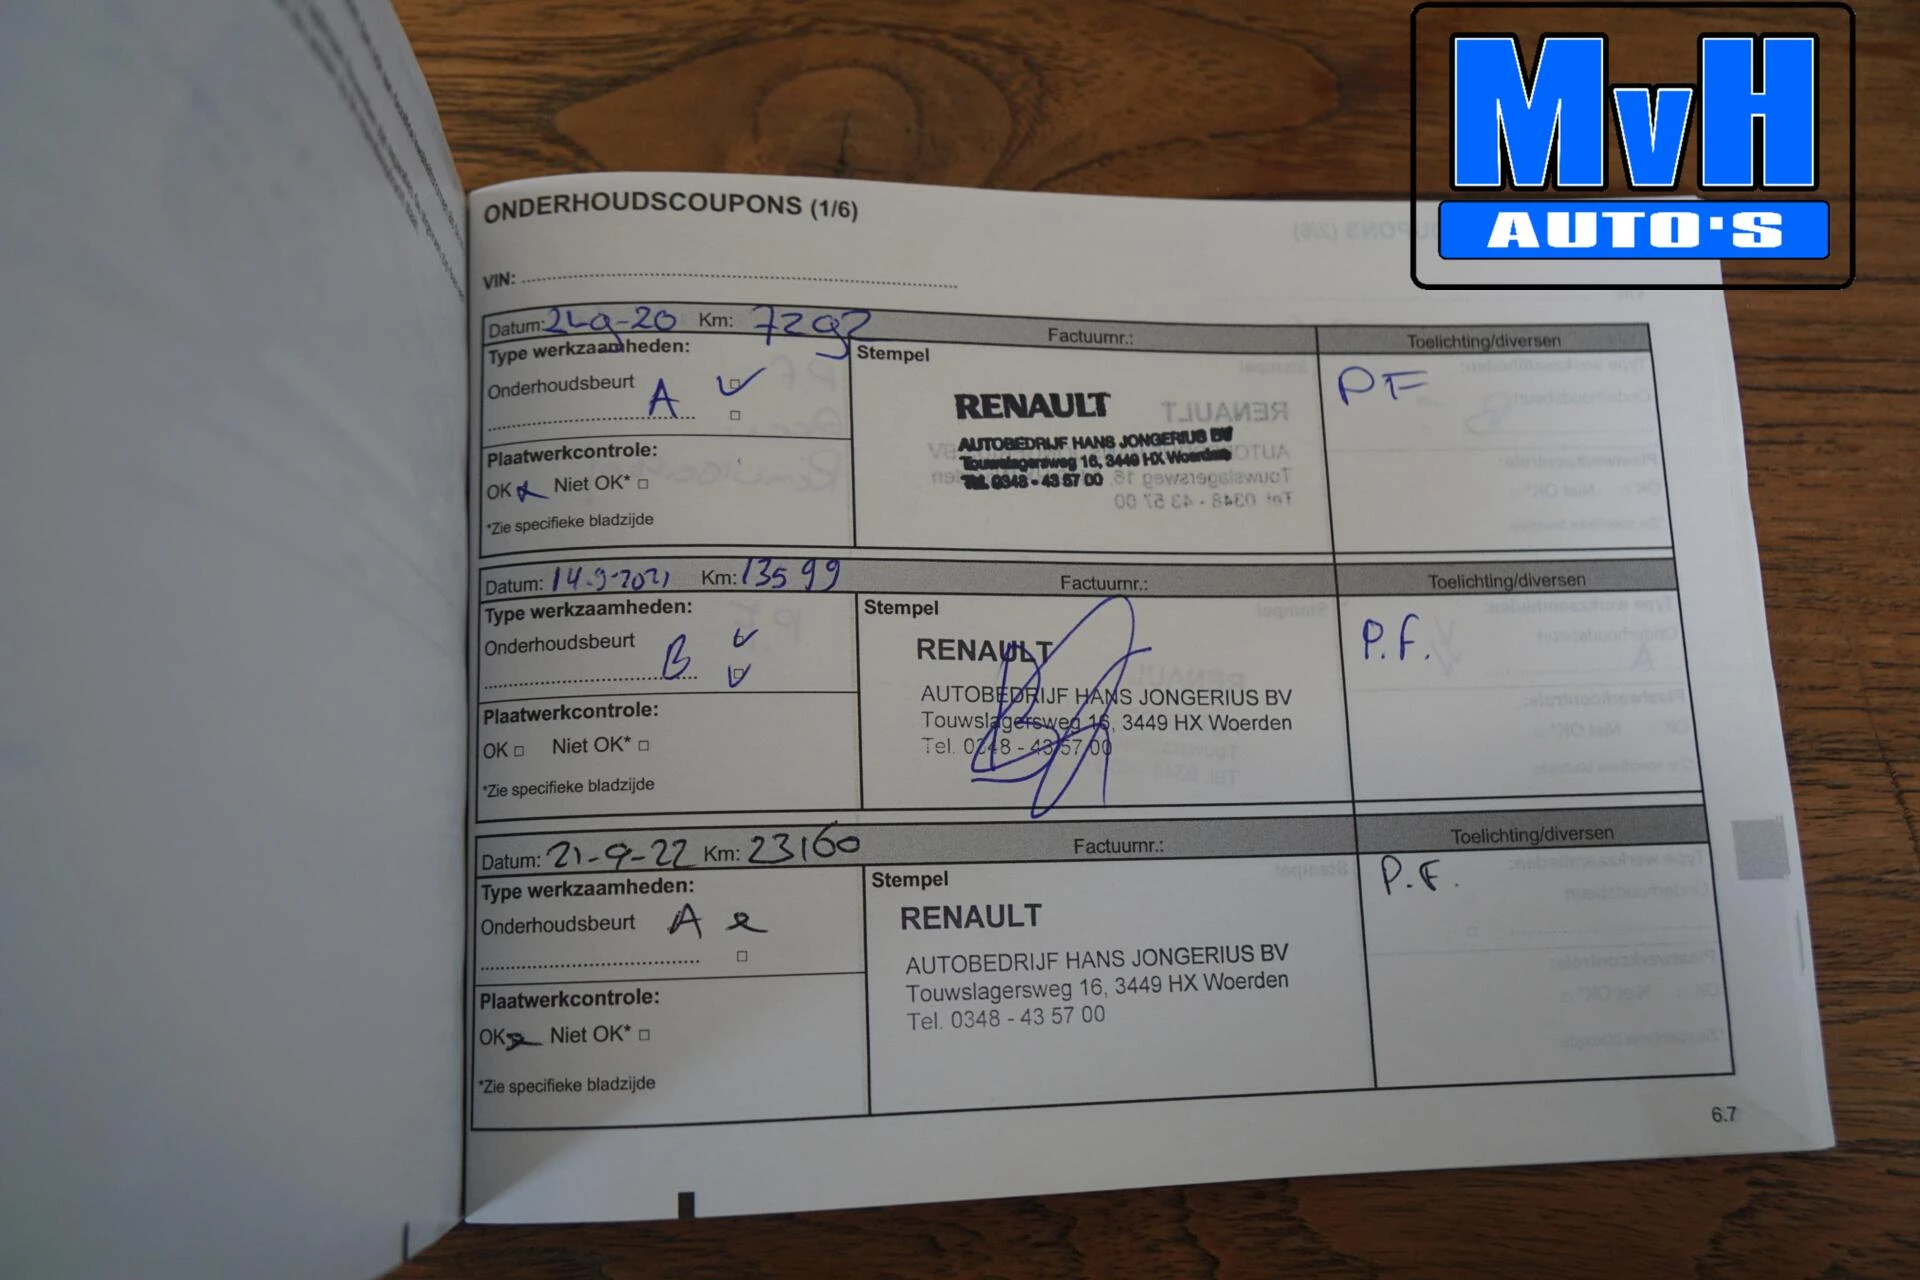 MvH
AUTO'S
ONDERHOUDSCOUPONS (1/6)
VIN:
Datum: 24-9-20 Km: 7292 Factuurnr.: Toelichting/diversen
Type werkzaamheden:
Onderhoudsbeurt A
Stempel
RENAULT
AUTOBEDRIJF HANS JONGERIUS BV
Touwslagersweg 16, 3449 HX Woerden
Tel. 0348 - 43 57 00
PF
Plaatwerkcontrole:
OK Niet OK*
*Zie specifieke bladzijde
Datum: 14-9-2021 Km: 13599 Factuurnr.: Toelichting/diversen
Type werkzaamheden:
Onderhoudsbeurt B
Stempel
RENAULT
AUTOBEDRIJF HANS JONGERIUS BV
Touwslagersweg 16, 3449 HX Woerden
Tel. 0348 - 43 57 00
P.F.
Plaatwerkcontrole:
OK Niet OK*
*Zie specifieke bladzijde
Datum: 21-9-22 Km: 23160 Factuurnr.: Toelichting/diversen
Type werkzaamheden:
Onderhoudsbeurt A
Stempel
RENAULT
AUTOBEDRIJF HANS JONGERIUS BV
Touwslagersweg 16, 3449 HX Woerden
Tel. 0348 - 43 57 00
P.F.
Plaatwerkcontrole:
OK Niet OK*
*Zie specifieke bladzijde
6.7